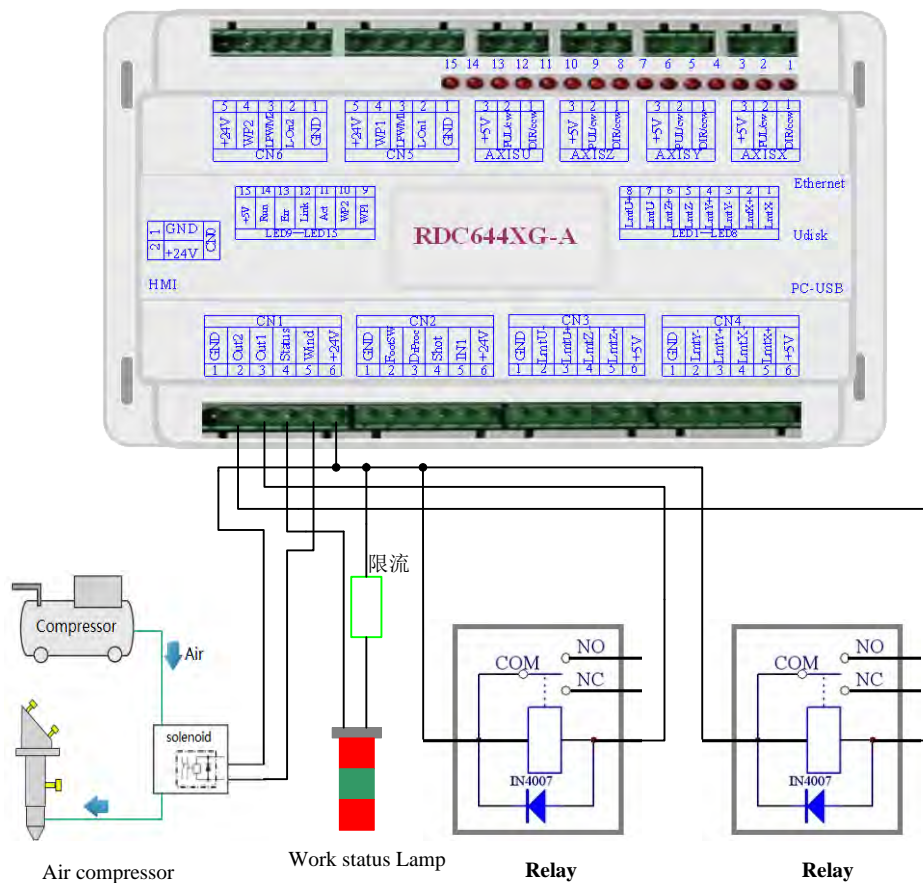 15 14 13 12 11 10 9 8 7 6 5 4 3 2 1
5 4 3 2 1
+24V WP2 LPWM2 L-On2 GND
CN6
5 4 3 2 1
+24V WP1 LPWM1 L-On1 GND
CN5
3 2 1
+5V PUL/cw DIR/ccw
AXISU
3 2 1
+5V PUL/cw DIR/ccw
AXISZ
3 2 1
+5V PUL/cw DIR/ccw
AXISY
3 2 1
+5V PUL/cw DIR/ccw
AXISX
Ethernet
15 14 13 12 11 10 9
+5V Run Err Link Act WP2 WP1
LED9—LED15
8 7 6 5 4 3 2 1
LmtU+ LmtU- LmtZ+ LmtZ- LmtY+ LmtY- LmtX+ LmtX-
LED1—LED8
1 GND
2 +24V
CND
RDC644XG-A
Udisk
HMI
PC-USB
CN1
GND Out2 Out1 Status Wind +24V
1 2 3 4 5 6
CN2
GND FootSW DrProc Shot IN1 +24V
1 2 3 4 5 6
CN3
GND LmtU- LmtU+ LmtZ- LmtZ+ +5V
1 2 3 4 5 6
CN4
GND LmtY- LmtY+ LmtX- LmtX+ +5V
1 2 3 4 5 6
限流
Compressor
Air
solenoid
NO
COM
NC
IN4007
NO
COM
NC
IN4007
Air compressor
Work status Lamp
Relay
Relay